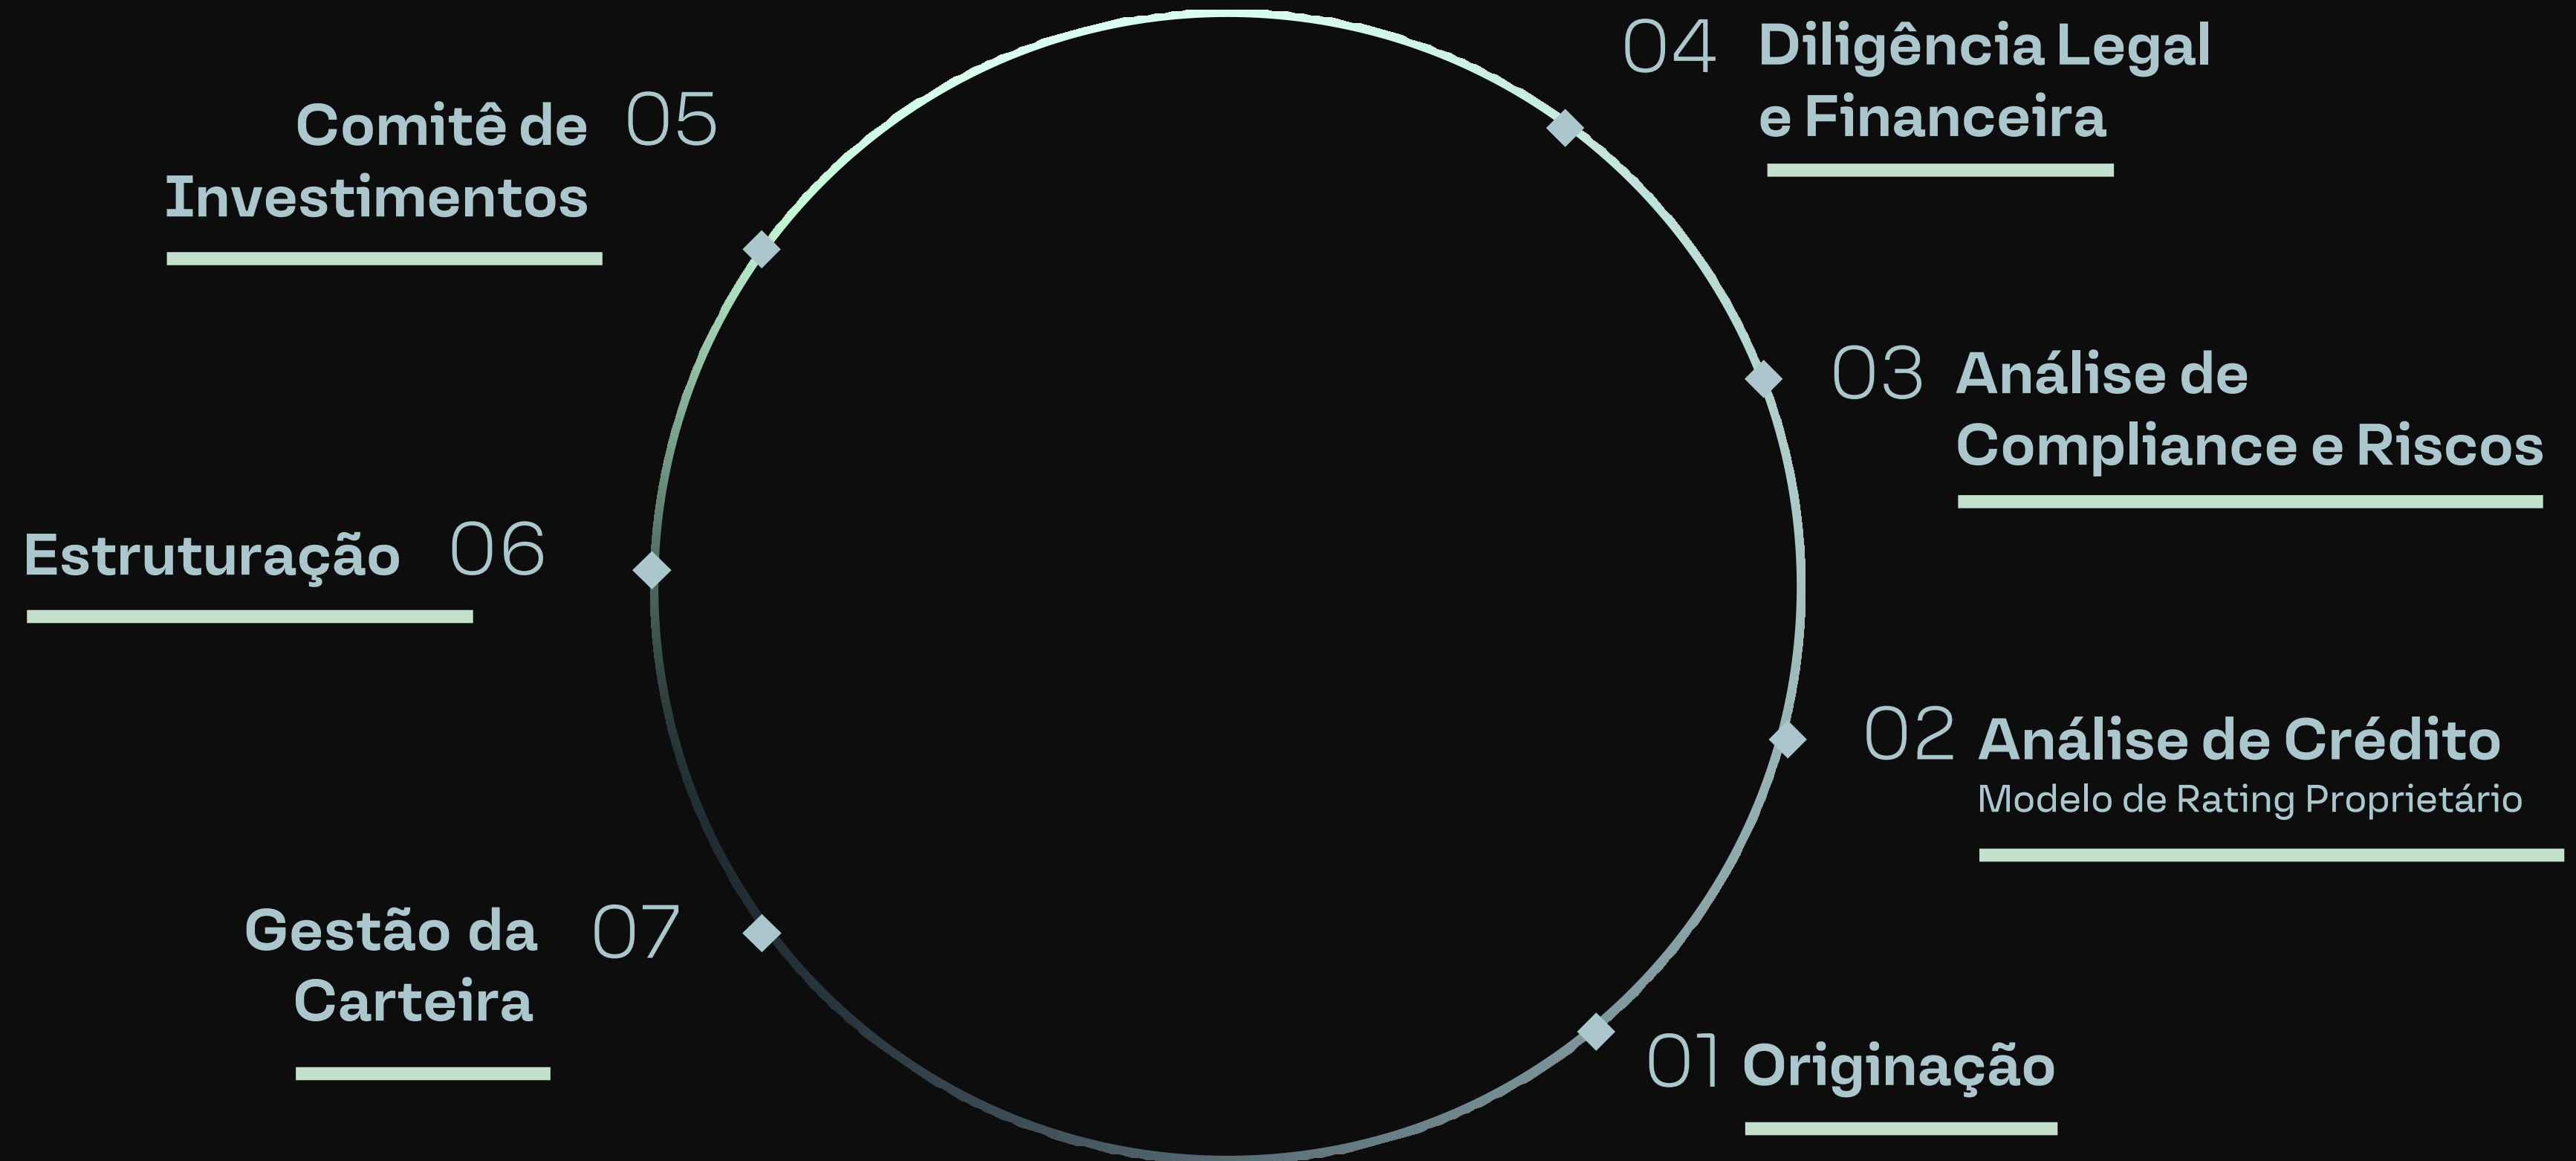 04 Diligência Legal
e Financeira
05 Comitê de
Investimentos
03 Análise de
Compliance e Riscos
06 Estruturação
02 Análise de Crédito
Modelo de Rating Proprietário
07 Gestão da
Carteira
01 Originação